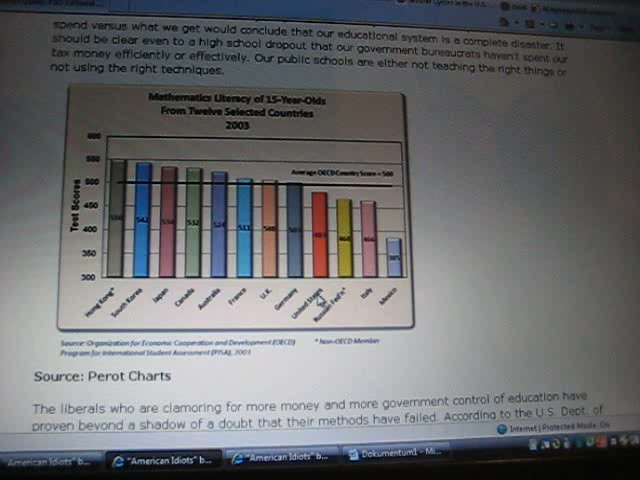 spend versus what we get would conclude that our educational system is a complete disaster. It
should be clear even to a high school dropout that our government bureaucrats haven't spent our
tax money efficiently or effectively. Our public schools are either not teaching the right things or
not using the right techniques.
Mathematics Literacy of 15-Year-Olds
From Twelve Selected Countries
2003
Test Scores
600
550
500
450
400
350
300
Average OECD Country Score = 500
550
542
534
532
524
511
508
503
483
468
466
385
Hong Kong*
South Korea
Japan
Canada
Australia
France
U.K.
Germany
United States
Russian Fed'n*
Italy
Mexico
Source: Organization for Economic Cooperation and Development (OECD) * Non-OECD Member
Program for International Student Assessment (PISA), 2003
Source: Perot Charts
The liberals who are clamoring for more money and more government control of education have
proven beyond a shadow of a doubt that their methods have failed. According to the U.S. Dept. of
Internet | Protected Mode: On
American Idiots" b...
"American Idiots" b...
"American Idiots" b...
Dokumentum1 - Mi...